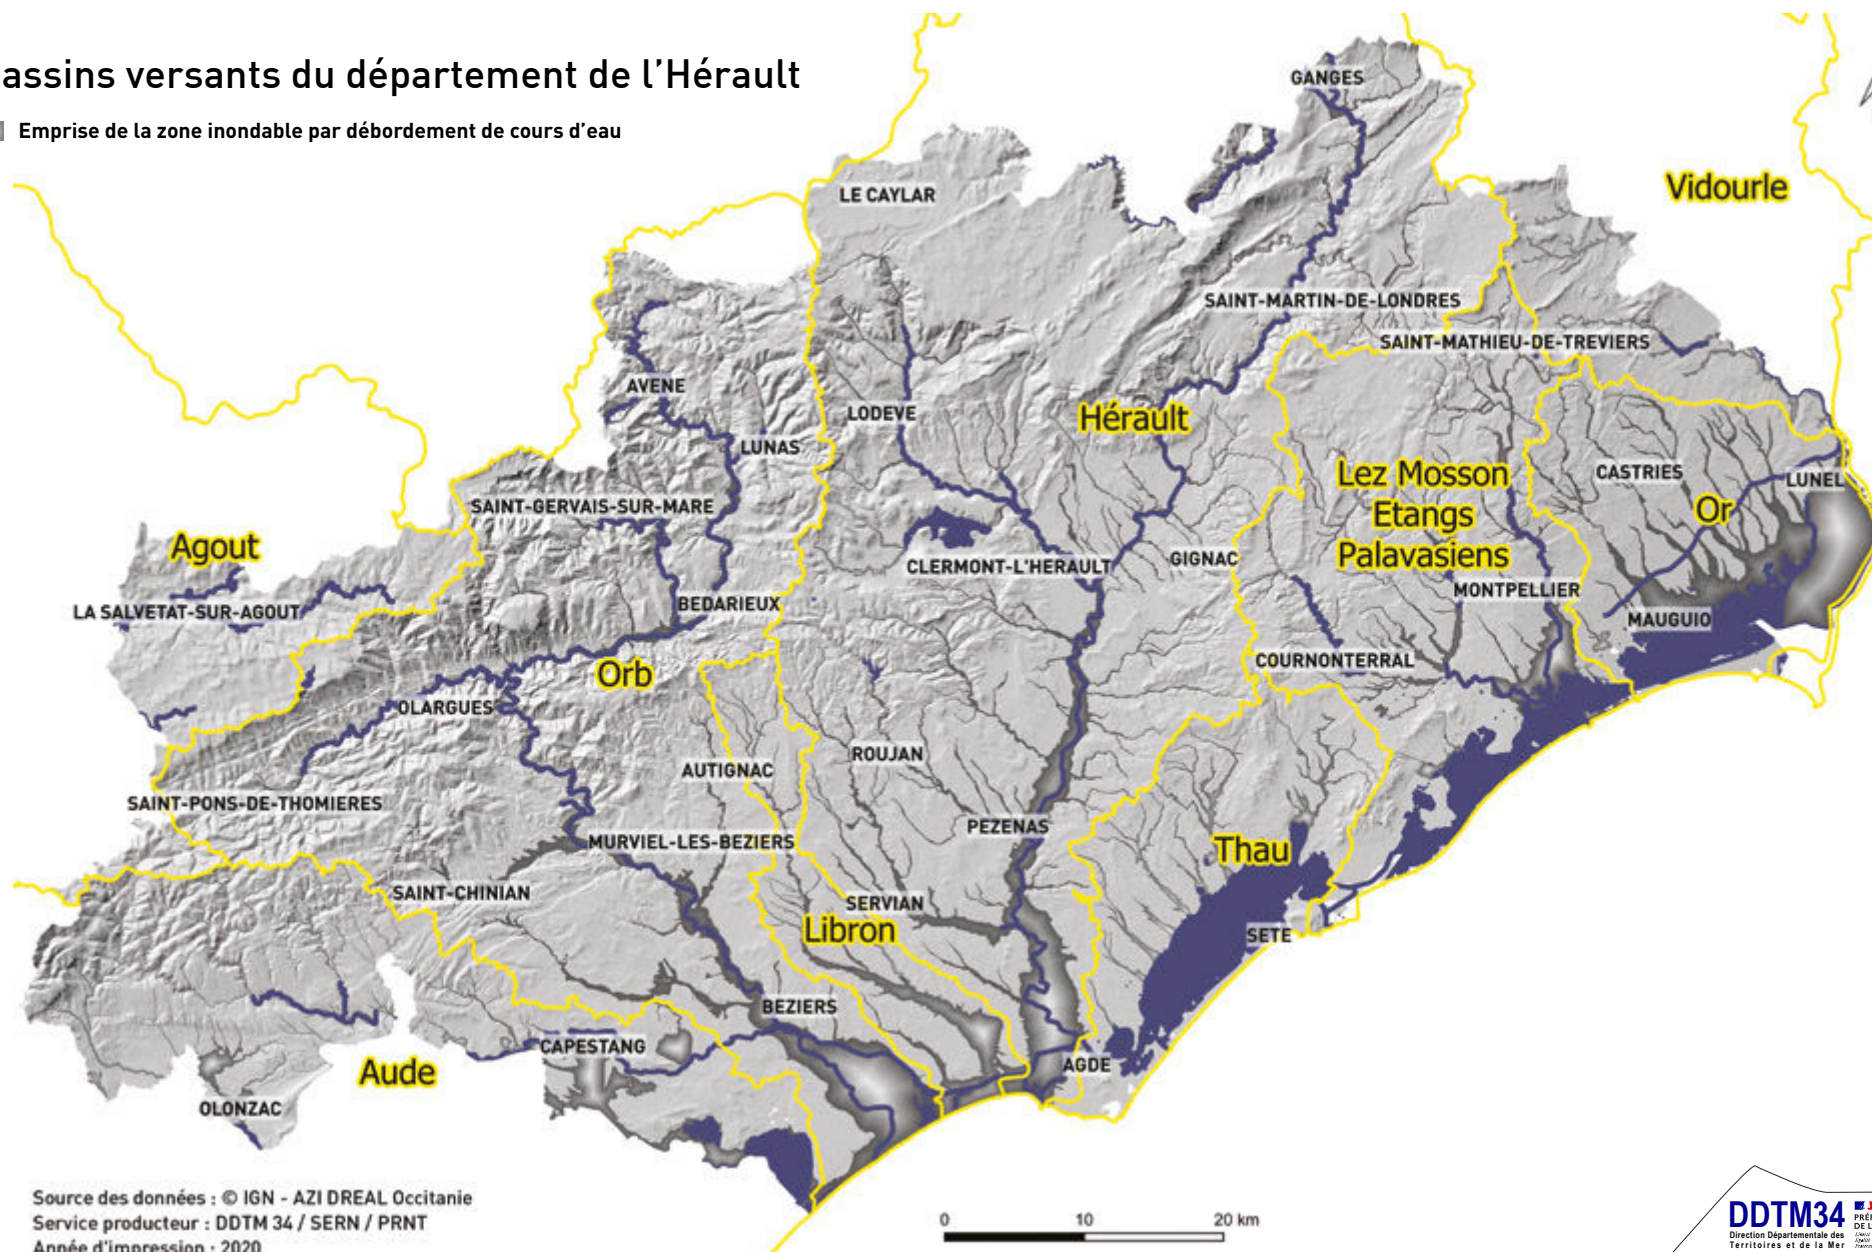 assins versants du département de l'Hérault
Emprise de la zone inondable par débordement de cours d'eau
GANGES
LE CAYLAR
Vidourle
SAINT-MARTIN-DE-LONDRES
SAINT-MATHIEU-DE-TREVIERS
AVENE
LODEVE
Hérault
LUNAS
Lez Mosson
Etangs
Palavasiens
CASTRIES
LUNEL
Or
SAINT-GERVAIS-SUR-MARE
Agout
CLERMONT-L'HERAULT
GIGNAC
MONTPELLIER
LA SALVETAT-SUR-AGOUT
BEDARIEUX
MAUGUIO
COURNONTERRAL
Orb
OLARGUES
ROUJAN
AUTIGNAC
SAINT-PONS-DE-THOMIERES
PEZENAS
MURVIEL-LES-BEZIERS
Thau
SAINT-CHINIAN
SERVIAN
Libron
SETE
BEZIERS
CAPESTANG
AGDE
Aude
OLONZAC
Source des données : © IGN - AZI DREAL Occitanie
Service producteur : DDTM 34 / SERN / PRNT
Année d'impression : 2020
0 10 20 km
DDTM34
Direction Départementale des
Territoires et de la Mer
PRÉF
DE L